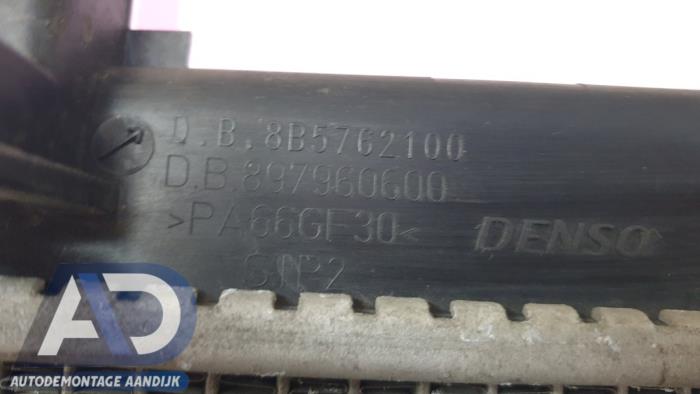 D.B. 8B5762100
D.B.897960600
>PA66GF30<
DENSO
AD
AUTODEMONTAGE AANDIJK